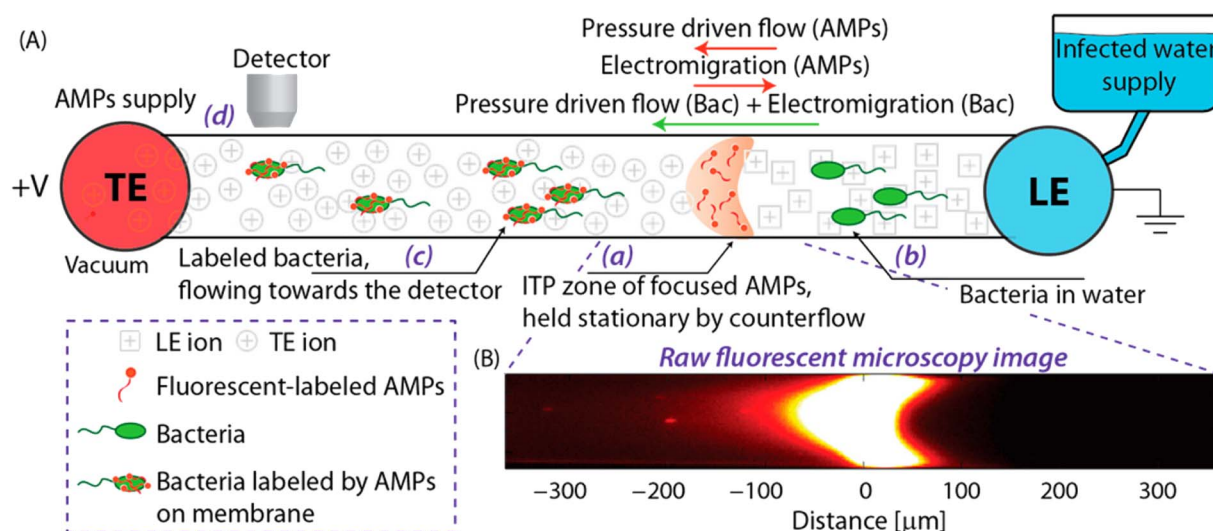 (A)
Pressure driven flow (AMPs)
Electromigration (AMPs)
Pressure driven flow (Bac) + Electromigration (Bac)
Infected water
supply
Detector
AMPs supply
(d)
+V
TE
LE
Vacuum
Labeled bacteria,
flowing towards the detector
(c)
(a)
ITP zone of focused AMPs,
held stationary by counterflow
(b)
Bacteria in water
LE ion
TE ion
Fluorescent-labeled AMPs
Bacteria
Bacteria labeled by AMPs
on membrane
(B)
Raw fluorescent microscopy image
−300 −200 −100 0 100 200 300
Distance [μm]